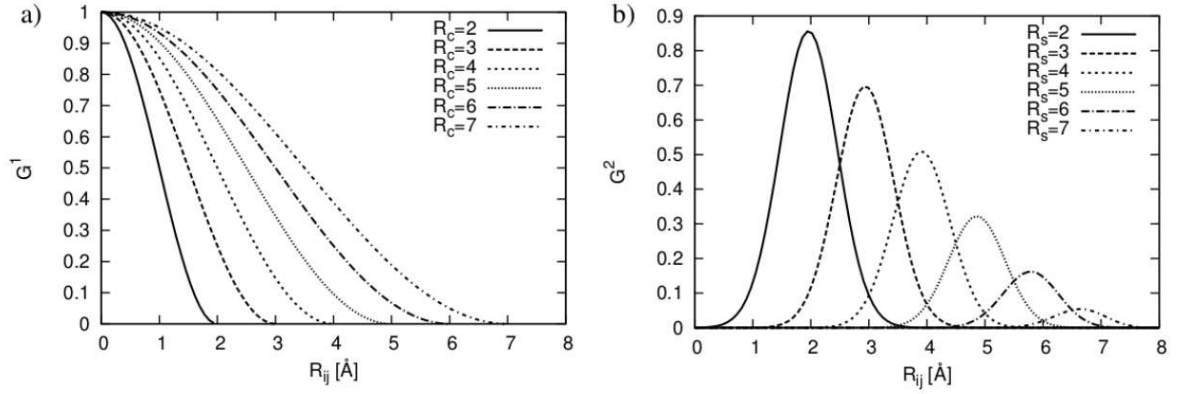 a)
1
0.9
0.8
0.7
0.6
0.5
0.4
0.3
0.2
0.1
0
G¹
R_c=2
R_c=3
R_c=4
R_c=5
R_c=6
R_c=7
0 1 2 3 4 5 6 7 8
R_ij [Å]
b)
0.9
0.8
0.7
0.6
0.5
0.4
0.3
0.2
0.1
0
G²
R_s=2
R_s=3
R_s=4
R_s=5
R_s=6
R_s=7
0 1 2 3 4 5 6 7 8
R_ij [Å]